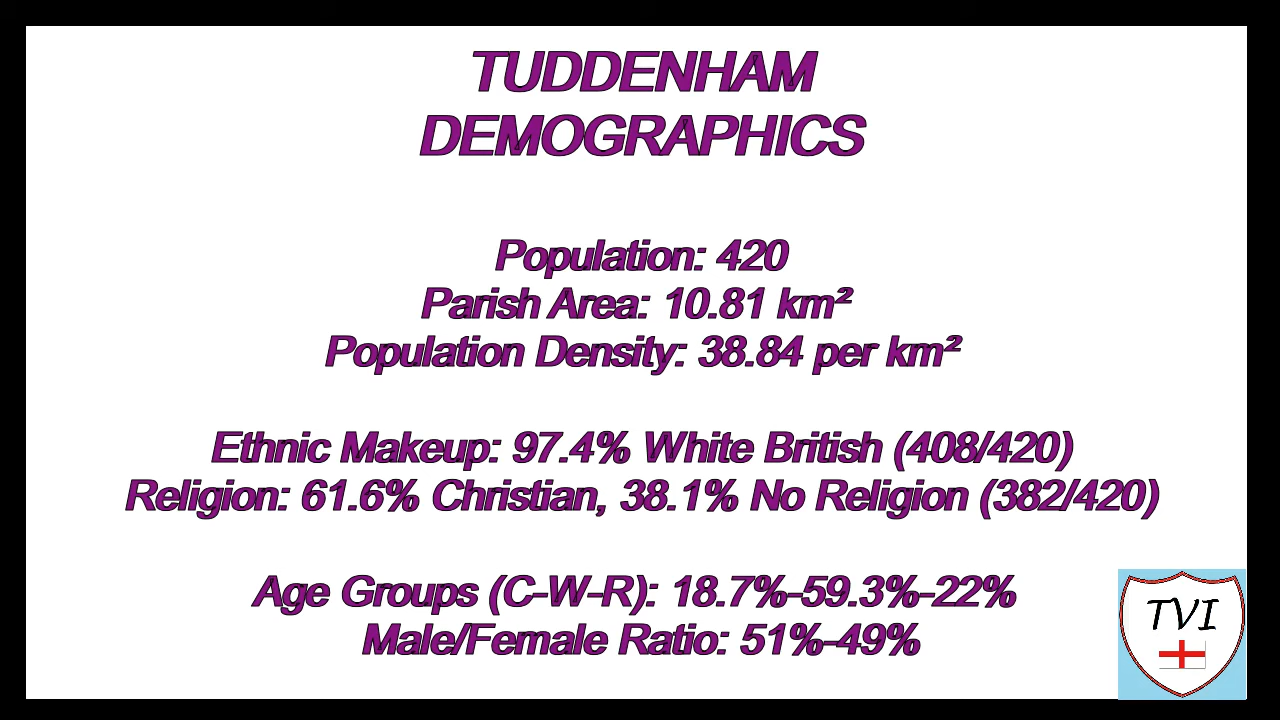 TUDDENHAM
DEMOGRAPHICS
Population: 420
Parish Area: 10.81 km²
Population Density: 38.84 per km²
Ethnic Makeup: 97.4% White British (408/420)
Religion: 61.6% Christian, 38.1% No Religion (382/420)
Age Groups (C-W-R): 18.7%-59.3%-22%
Male/Female Ratio: 51%-49%
TVI